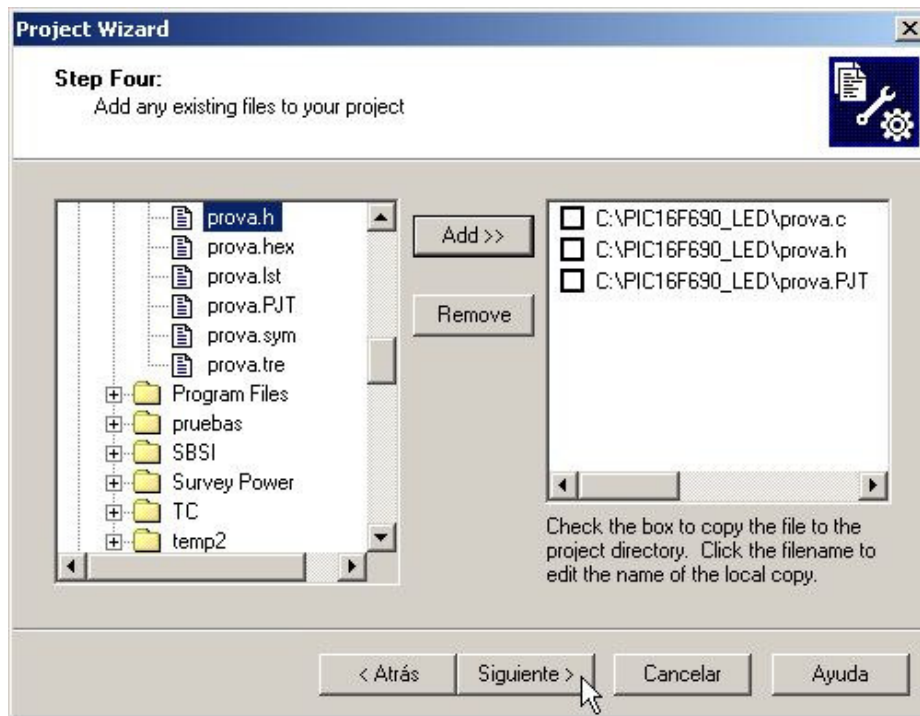 Project Wizard
Step Four:
Add any existing files to your project
prova.h
prova.hex
prova.lst
prova.PJT
prova.sym
prova.tre
Program Files
pruebas
SBSI
Survey Power
TC
temp2
Add >>
Remove
C:\PIC16F690_LED\prova.c
C:\PIC16F690_LED\prova.h
C:\PIC16F690_LED\prova.PJT
Check the box to copy the file to the
project directory.  Click the filename to
edit the name of the local copy.
< Atrás
Siguiente >
Cancelar
Ayuda